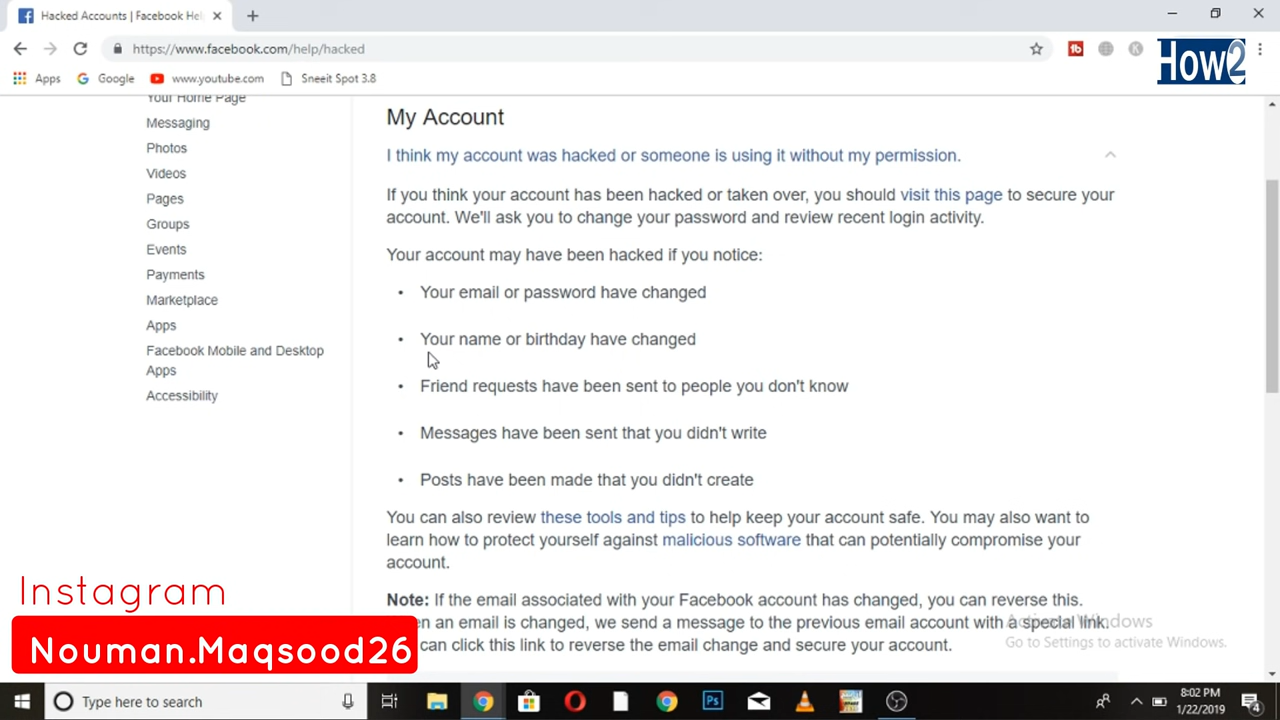 Hacked Accounts | Facebook Hel
https://www.facebook.com/help/hacked
How2
Apps
Google
www.youtube.com
Sneeit Spot 3.8
Your Home Page
Messaging
Photos
Videos
Pages
Groups
Events
Payments
Marketplace
Apps
Facebook Mobile and Desktop
Apps
Accessibility
My Account
I think my account was hacked or someone is using it without my permission.
If you think your account has been hacked or taken over, you should visit this page to secure your
account. We'll ask you to change your password and review recent login activity.
Your account may have been hacked if you notice:
• Your email or password have changed
• Your name or birthday have changed
• Friend requests have been sent to people you don't know
• Messages have been sent that you didn't write
• Posts have been made that you didn't create
You can also review these tools and tips to help keep your account safe. You may also want to
learn how to protect yourself against malicious software that can potentially compromise your
account.
Note: If the email associated with your Facebook account has changed, you can reverse this.
en an email is changed, we send a message to the previous email account with a special link.
can click this link to reverse the email change and secure your account.
Instagram
Nouman.Maqsood26
Activate Windows
Go to Settings to activate Windows.
Type here to search
Ps
8:02 PM
1/22/2019
4